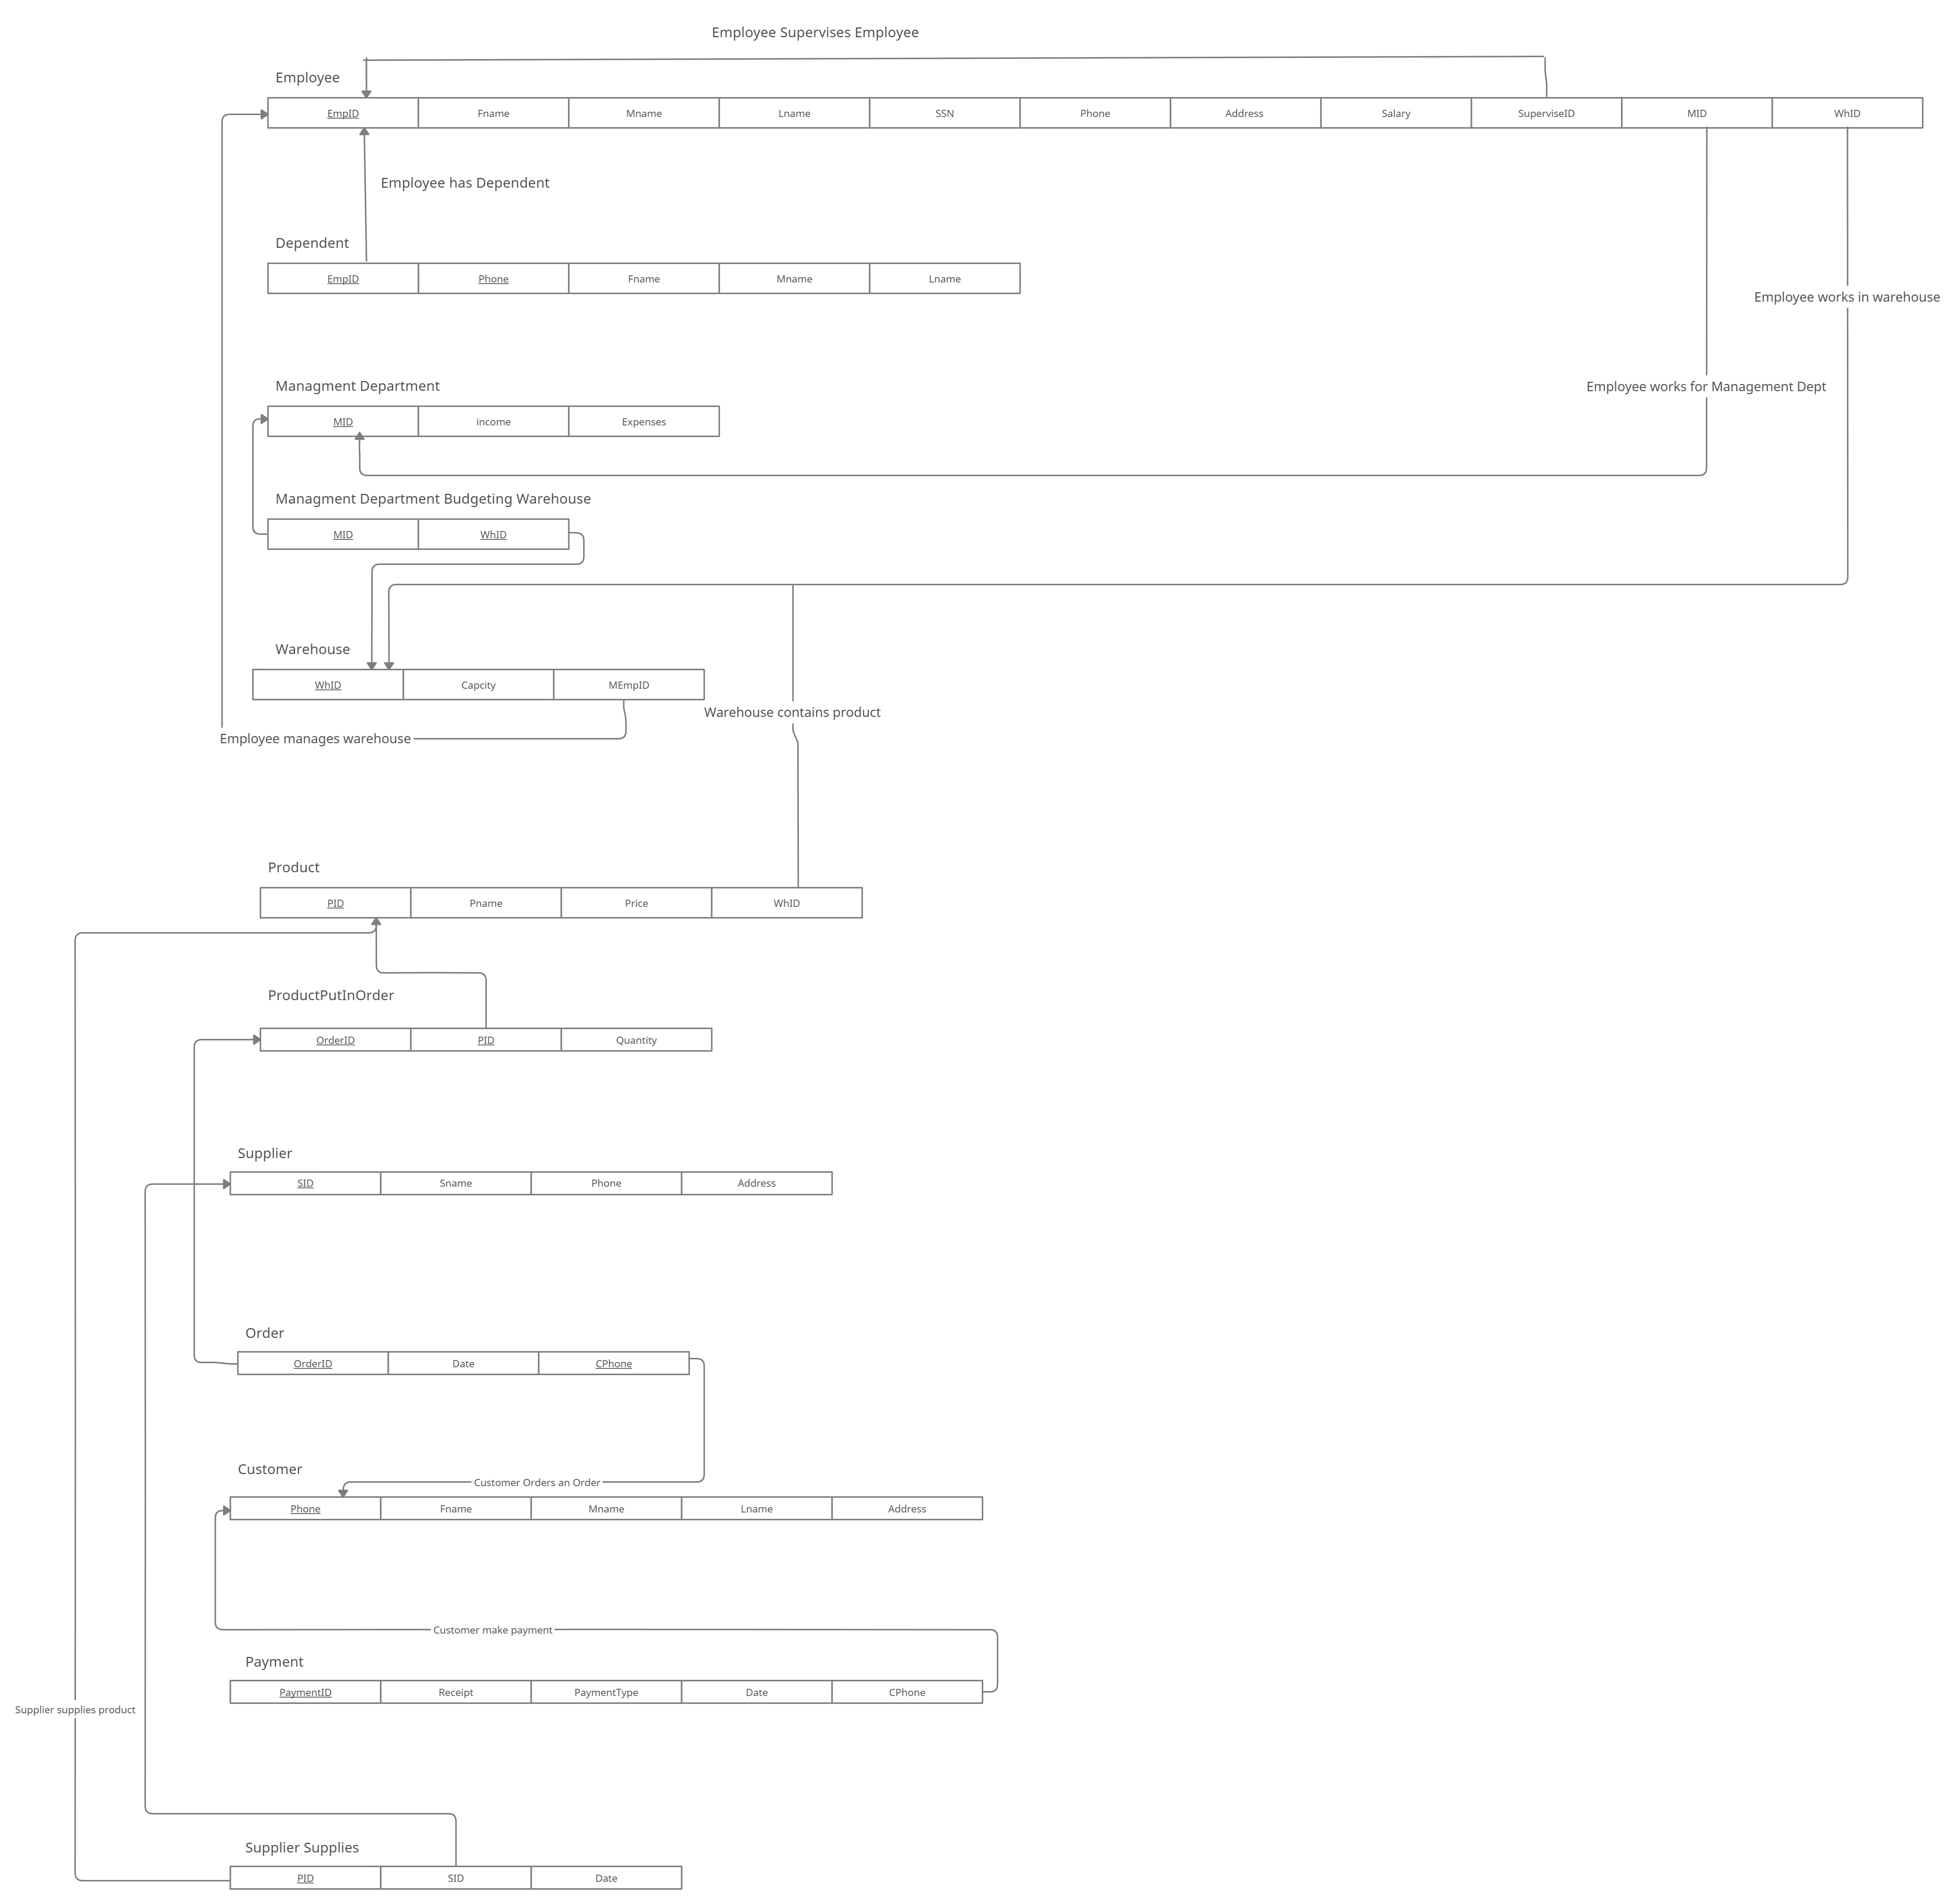 Employee Supervises Employee
Employee
EmpID Fname Mname Lname SSN Phone Address Salary SuperviseID MID WhID
Employee has Dependent
Dependent
EmpID Phone Fname Mname Lname
Employee works in warehouse
Managment Department
Employee works for Management Dept
MID income Expenses
Managment Department Budgeting Warehouse
MID WhID
Warehouse
WhID Capcity MEmpID
Warehouse contains product
Employee manages warehouse
Product
PID Pname Price WhID
ProductPutInOrder
OrderID PID Quantity
Supplier
SID Sname Phone Address
Order
OrderID Date CPhone
Customer
Customer Orders an Order
Phone Fname Mname Lname Address
Customer make payment
Payment
PaymentID Receipt PaymentType Date CPhone
Supplier supplies product
Supplier Supplies
PID SID Date